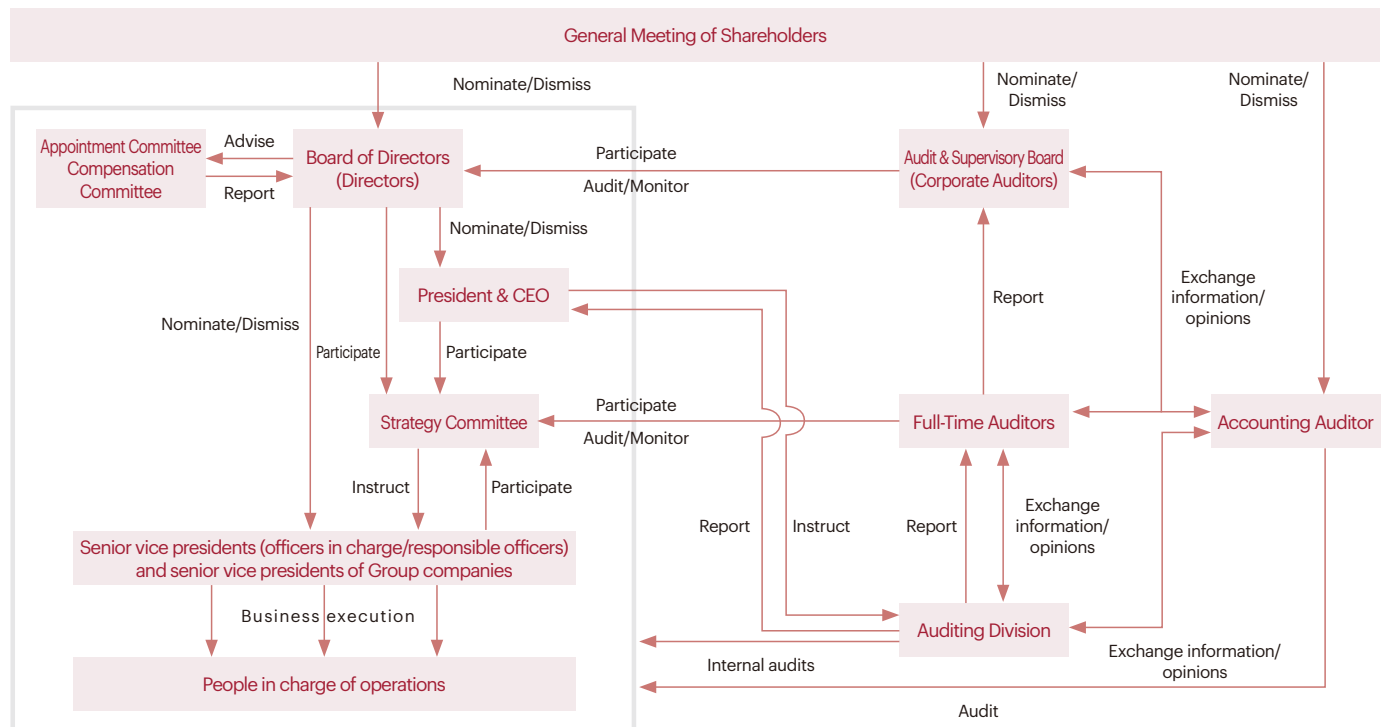 General Meeting of Shareholders
Nominate/Dismiss
Nominate/
Dismiss
Nominate/
Dismiss
Appointment Committee
Compensation
Committee
Advise
Report
Board of Directors
(Directors)
Participate
Audit/Monitor
Audit & Supervisory Board
(Corporate Auditors)
Nominate/Dismiss
President & CEO
Report
Exchange
information/
opinions
Nominate/Dismiss
Participate
Participate
Strategy Committee
Participate
Audit/Monitor
Full-Time Auditors
Accounting Auditor
Instruct
Participate
Report
Instruct
Report
Exchange
information/
opinions
Senior vice presidents (officers in charge/responsible officers)
and senior vice presidents of Group companies
Business execution
Auditing Division
People in charge of operations
Internal audits
Exchange information/
opinions
Audit